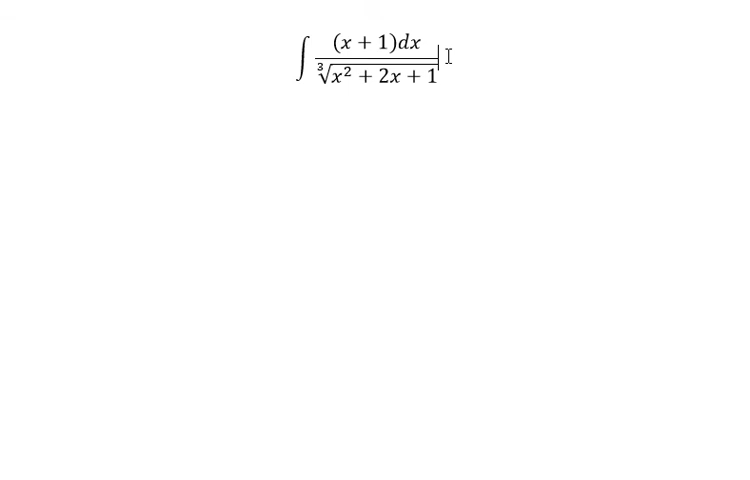 ∫ (x + 1)dx / ∛(x² + 2x + 1)